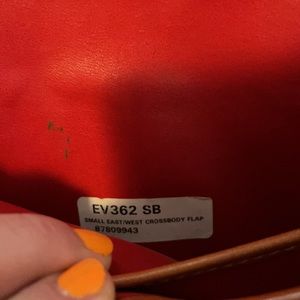 EV362 SB
SMALL EAST/WEST CROSSBODY FLAP
87809943